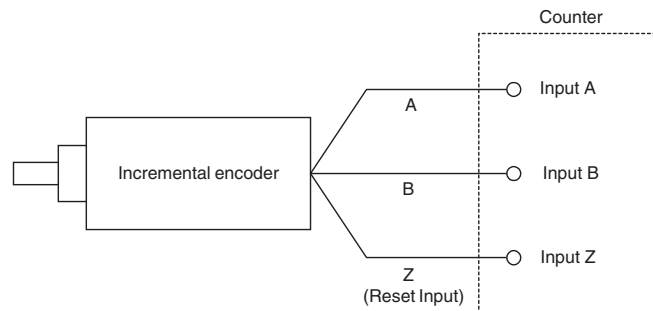 Counter
Input A
A
Incremental encoder
Input B
B
Input Z
Z
(Reset Input)